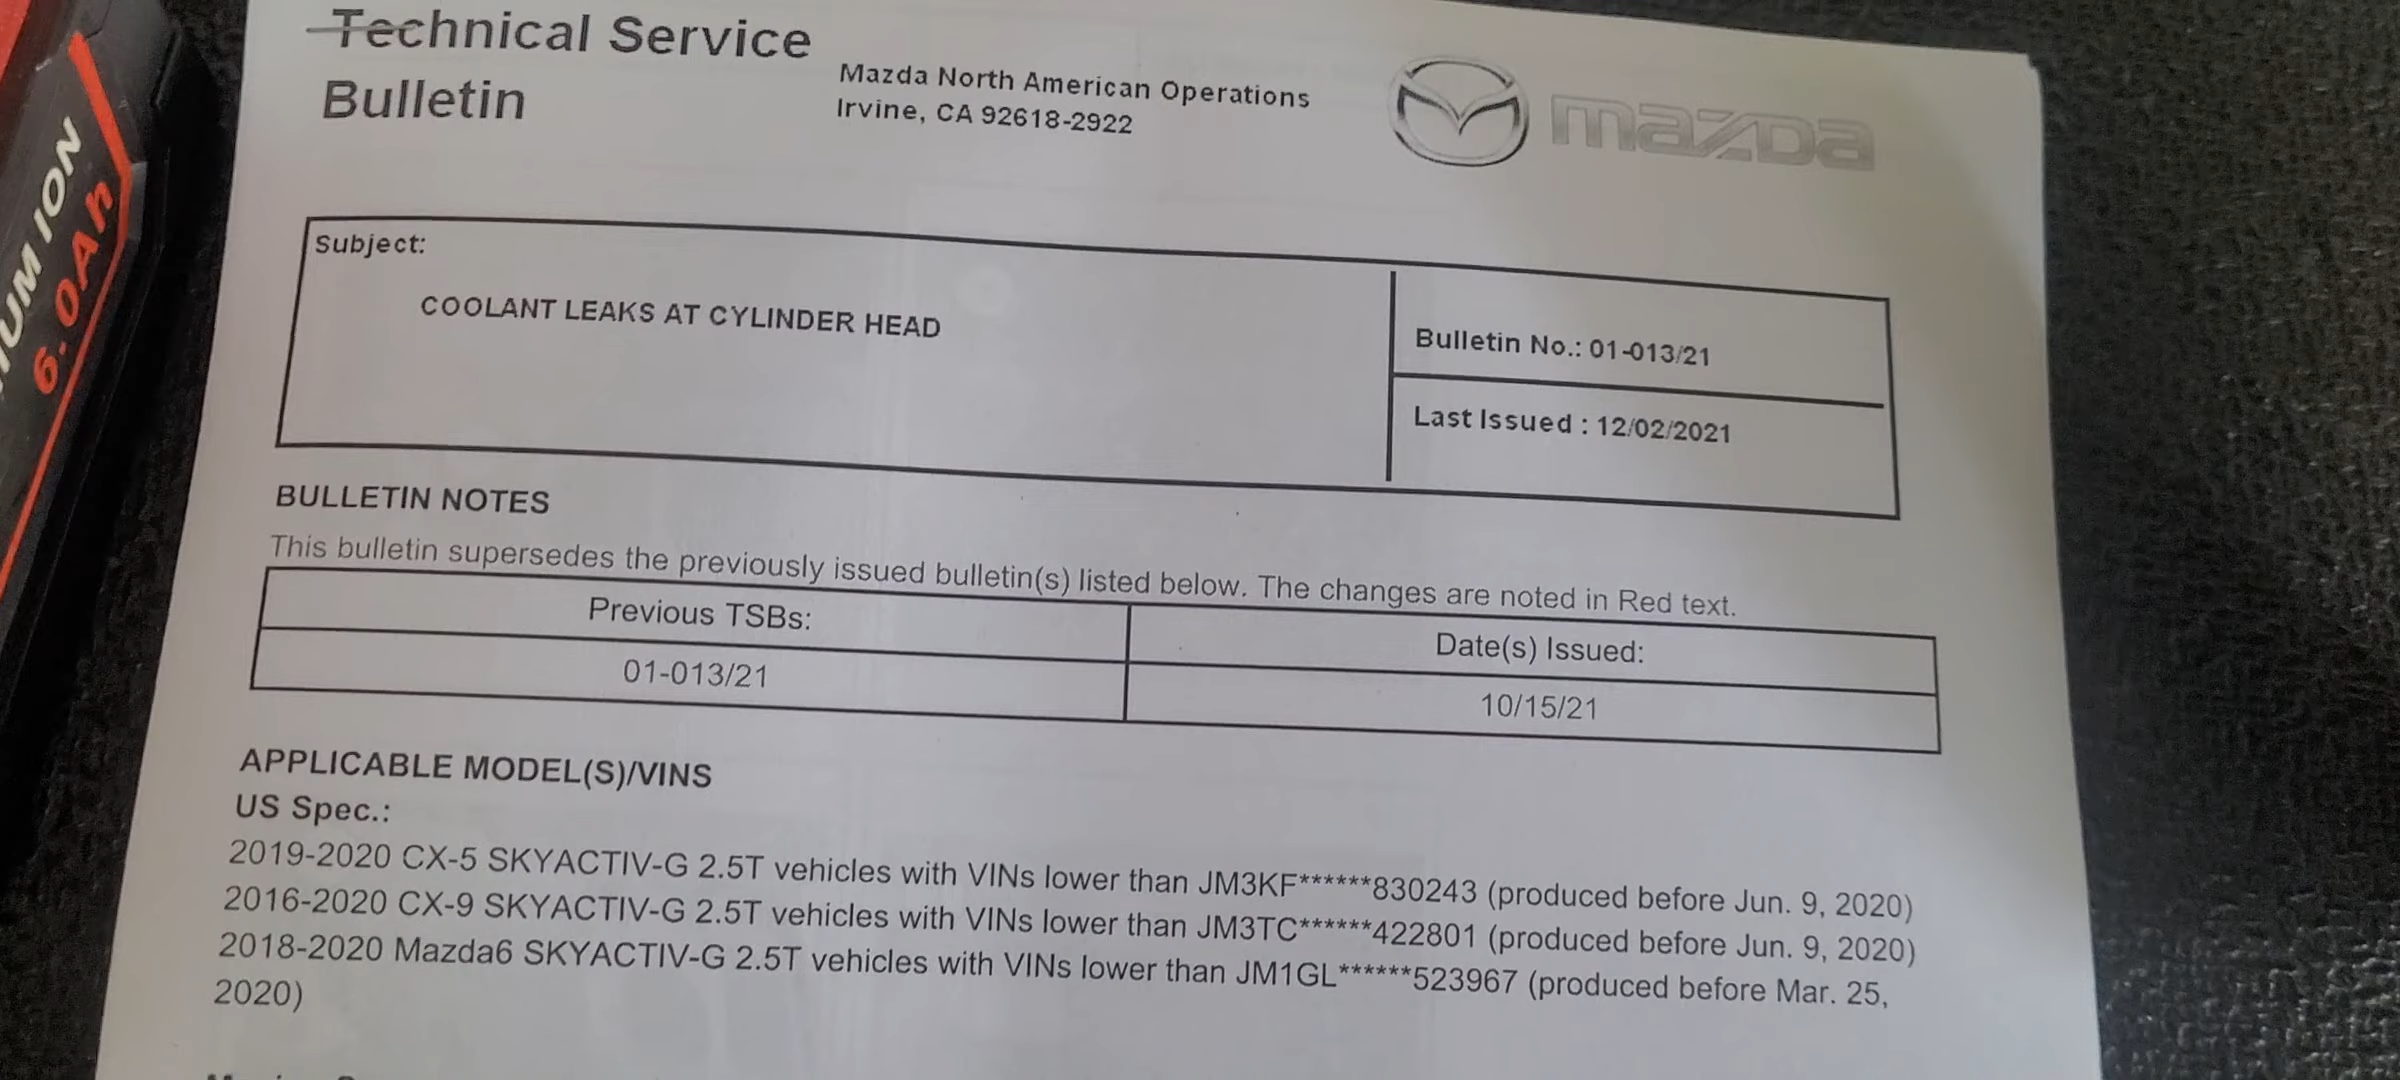 Technical Service
Bulletin
Mazda North American Operations
Irvine, CA 92618-2922
mazda
Subject:
COOLANT LEAKS AT CYLINDER HEAD
Bulletin No.: 01-013/21
Last Issued : 12/02/2021
BULLETIN NOTES
This bulletin supersedes the previously issued bulletin(s) listed below. The changes are noted in Red text.
Previous TSBs:
Date(s) Issued:
01-013/21
10/15/21
APPLICABLE MODEL(S)/VINS
US Spec.:
2019-2020 CX-5 SKYACTIV-G 2.5T vehicles with VINs lower than JM3KF******830243 (produced before Jun. 9, 2020)
2016-2020 CX-9 SKYACTIV-G 2.5T vehicles with VINs lower than JM3TC******422801 (produced before Jun. 9, 2020)
2018-2020 Mazda6 SKYACTIV-G 2.5T vehicles with VINs lower than JM1GL******523967 (produced before Mar. 25,
2020)
ION
6.0Ah